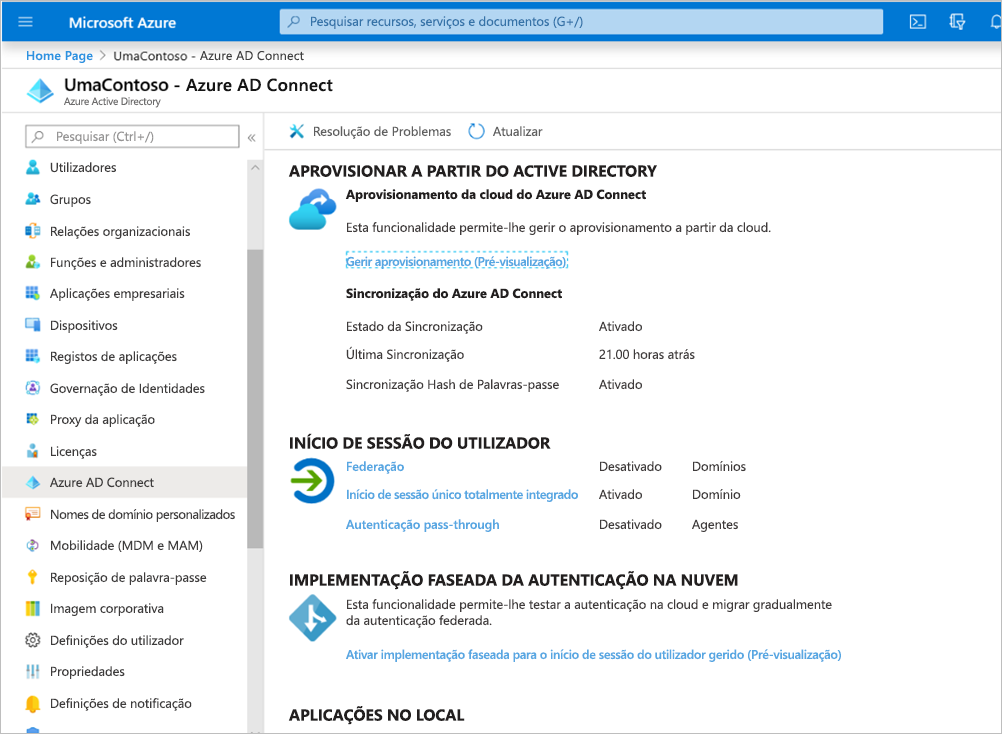 Microsoft Azure
Pesquisar recursos, serviços e documentos (G+/)
Home Page > UmaContoso - Azure AD Connect
UmaContoso - Azure AD Connect
Azure Active Directory
Pesquisar (Ctrl+/)
«
Utilizadores
Grupos
Relações organizacionais
Funções e administradores
Aplicações empresariais
Dispositivos
Registos de aplicações
Governação de Identidades
Proxy da aplicação
Licenças
Azure AD Connect
Nomes de domínio personalizados
Mobilidade (MDM e MAM)
Reposição de palavra-passe
Imagem corporativa
Definições do utilizador
Propriedades
Definições de notificação
Resolução de Problemas Atualizar
APROVISIONAR A PARTIR DO ACTIVE DIRECTORY
Aprovisionamento da cloud do Azure AD Connect
Esta funcionalidade permite-lhe gerir o aprovisionamento a partir da cloud.
Gerir aprovisionamento (Pré-visualização)
Sincronização do Azure AD Connect
Estado da Sincronização Ativado
Última Sincronização 21.00 horas atrás
Sincronização Hash de Palavras-passe Ativado
INÍCIO DE SESSÃO DO UTILIZADOR
Federação Desativado Domínios
Início de sessão único totalmente integrado Ativado Domínio
Autenticação pass-through Desativado Agentes
IMPLEMENTAÇÃO FASEADA DA AUTENTICAÇÃO NA NUVEM
Esta funcionalidade permite-lhe testar a autenticação na cloud e migrar gradualmente
da autenticação federada.
Ativar implementação faseada para o início de sessão do utilizador gerido (Pré-visualização)
APLICAÇÕES NO LOCAL